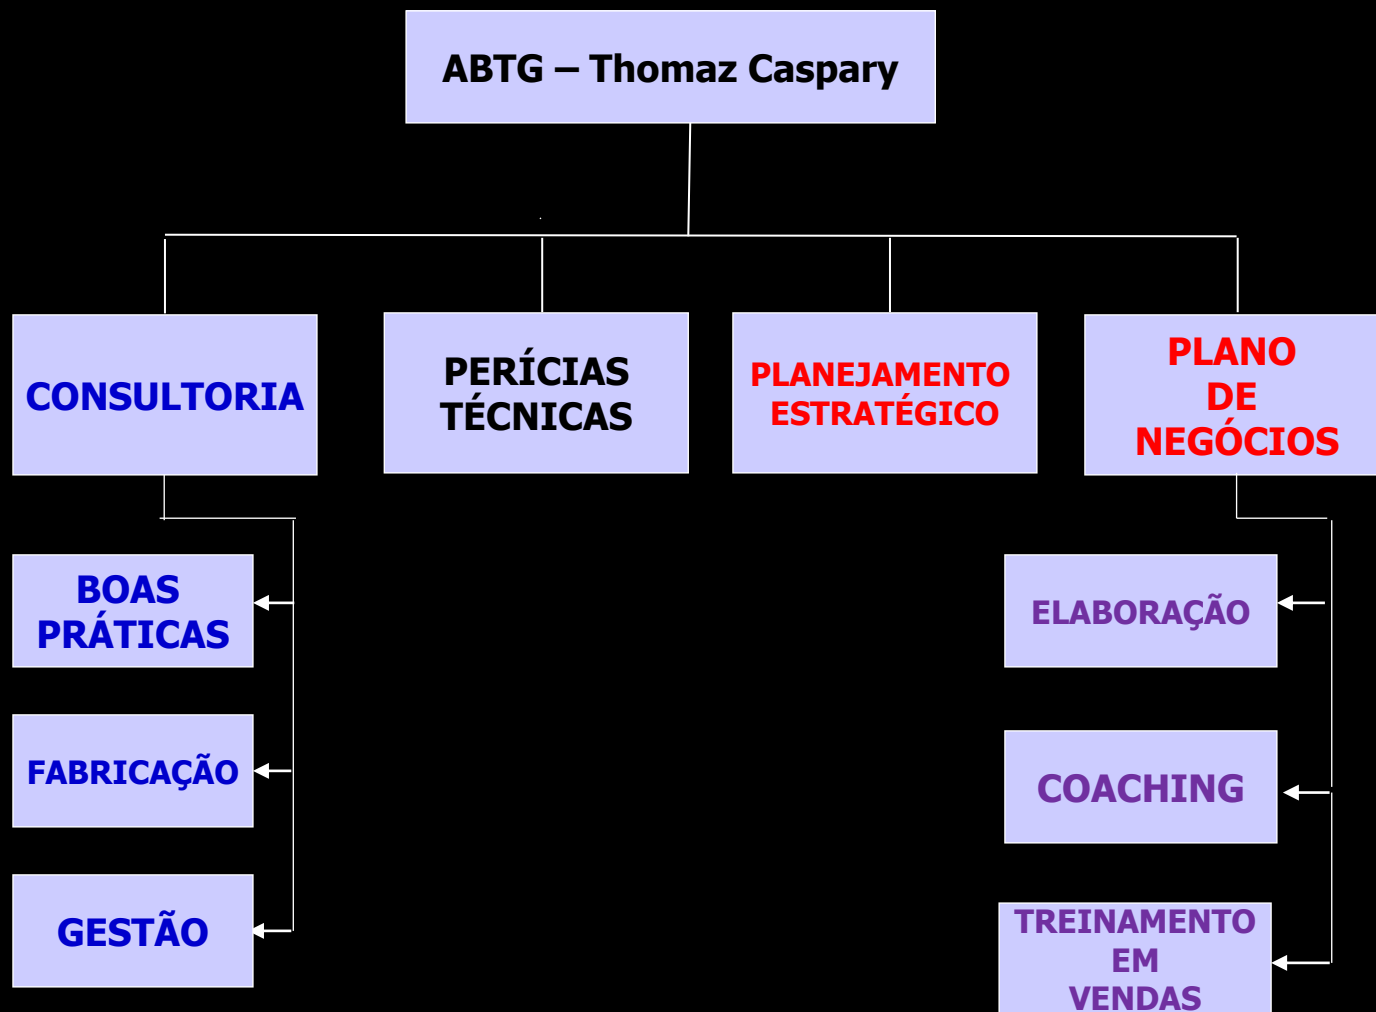 ABTG – Thomaz Caspary
CONSULTORIA
PERÍCIAS
TÉCNICAS
PLANEJAMENTO
ESTRATÉGICO
PLANO
DE
NEGÓCIOS
BOAS
PRÁTICAS
FABRICAÇÃO
GESTÃO
ELABORAÇÃO
COACHING
TREINAMENTO
EM
VENDAS